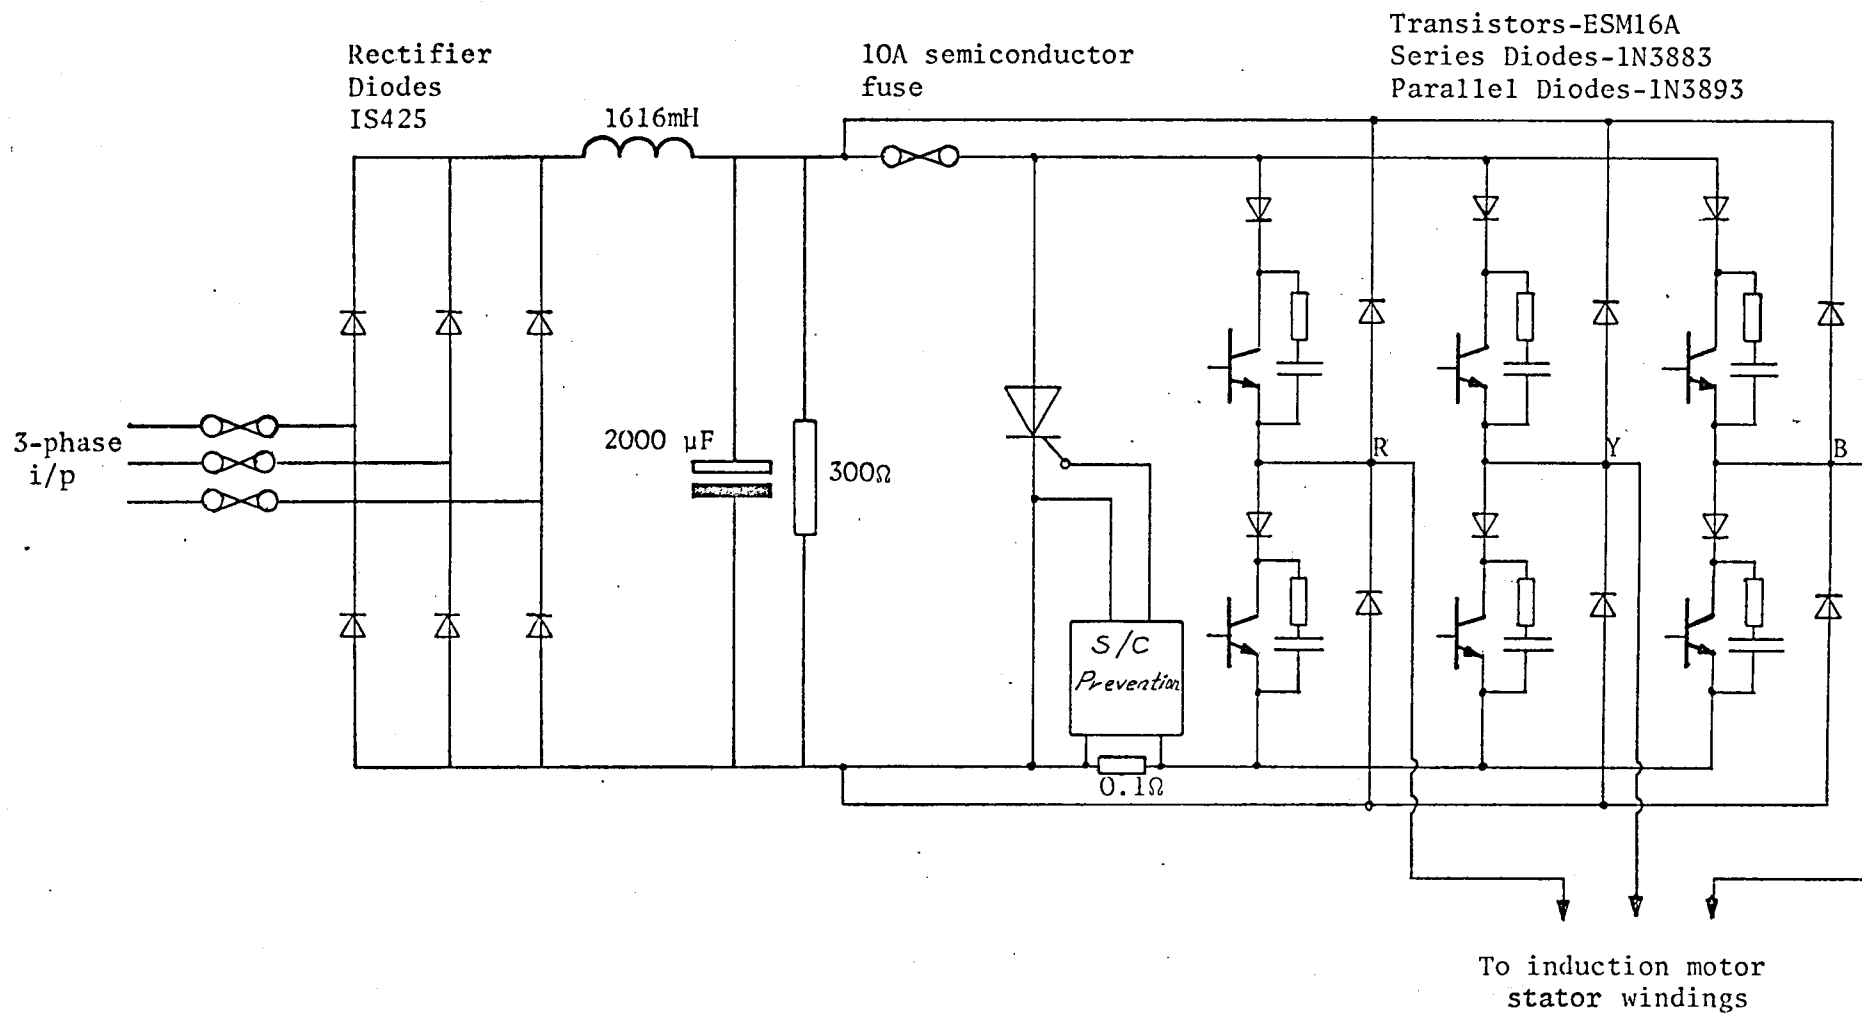 Rectifier
Diodes
IS425
1616mH
10A semiconductor
fuse
Transistors-ESM16A
Series Diodes-1N3883
Parallel Diodes-1N3893
3-phase
i/p
2000 µF
300Ω
R
Y
B
S/C
Prevention
0.1Ω
To induction motor
stator windings